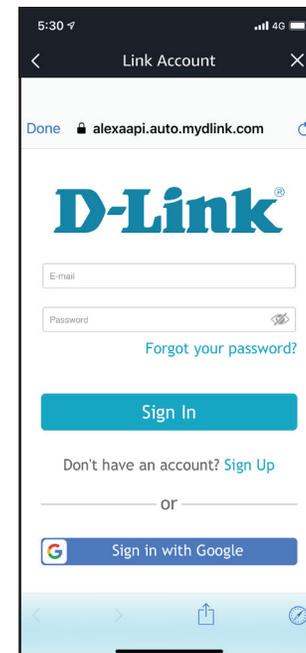 5:30 4G
Link Account
Done alexaapi.auto.mydlink.com
D-Link®
E-mail
Password
Forgot your password?
Sign In
Don't have an account? Sign Up
or
G Sign in with Google